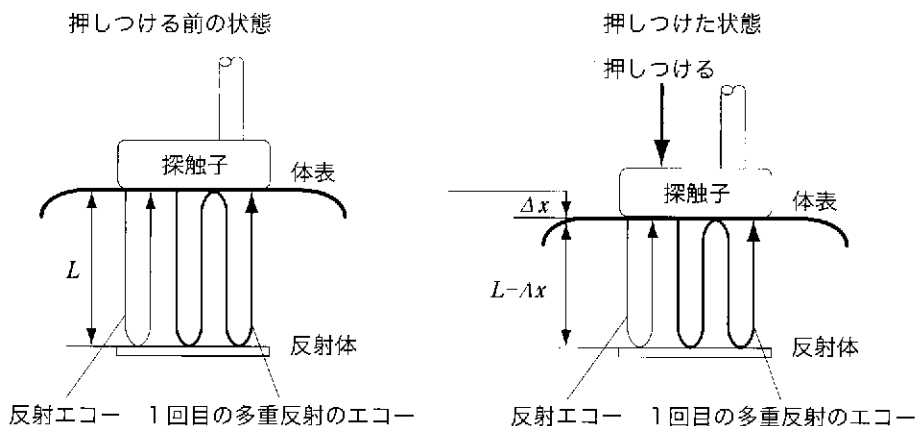 押しつける前の状態
探触子
体表
L
反射体
反射エコー
1回目の多重反射のエコー
押しつけた状態
押しつける
探触子
体表
Δx
L−Δx
反射体
反射エコー
1回目の多重反射のエコー